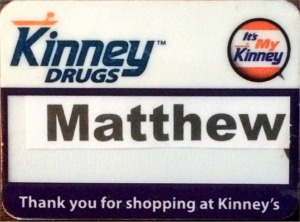 Kinney™
DRUGS
It's
My
Kinney
Matthew
Thank you for shopping at Kinney's